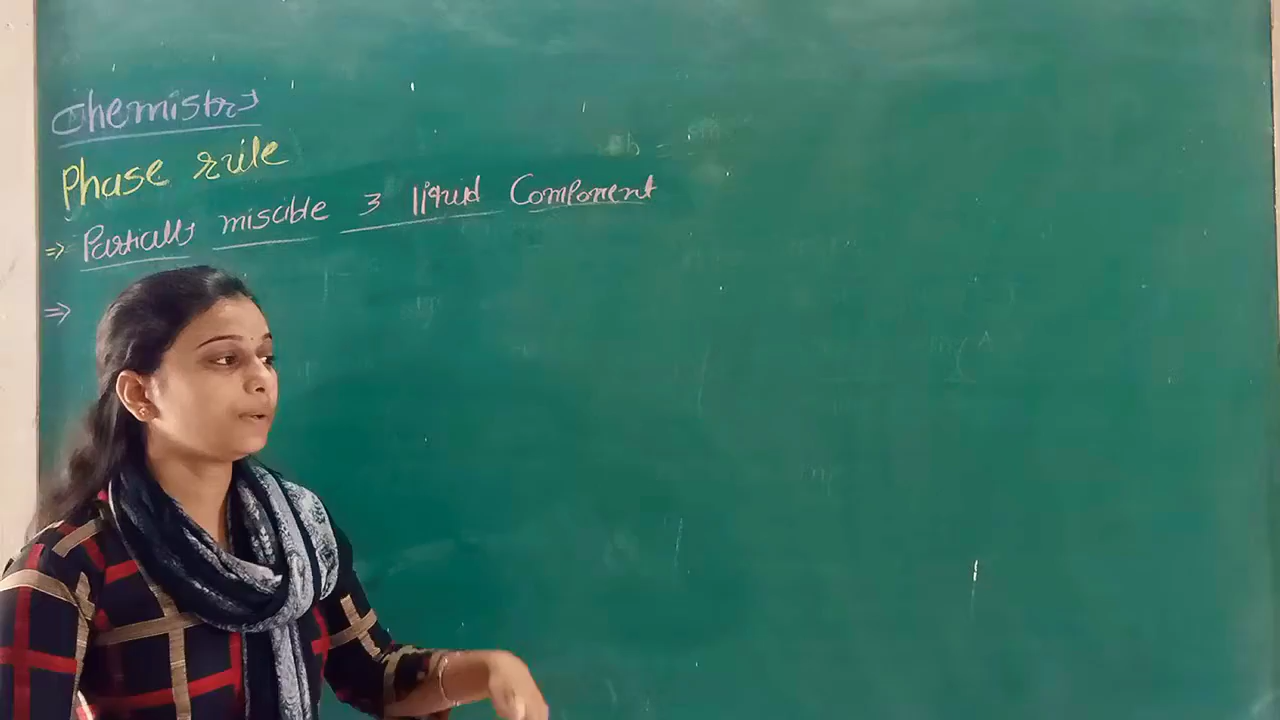 Chemistry
Phase rule
⇒ Partially miscible 3 liquid Component
⇒